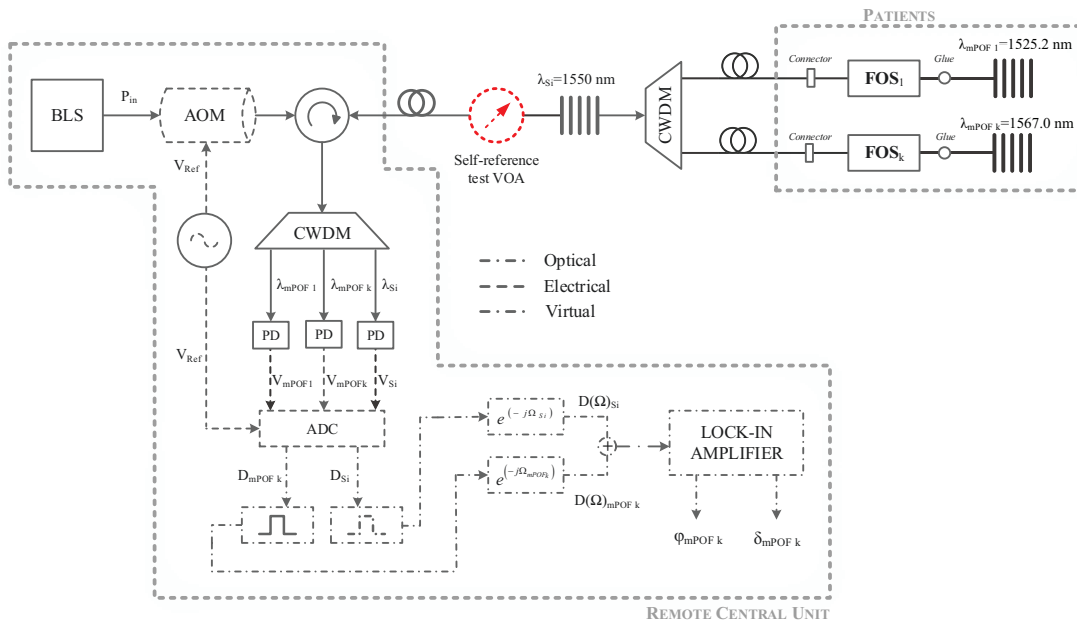 PATIENTS
λmPOF 1=1525.2 nm
Connector
FOS1
Glue
λSi=1550 nm
BLS
Pin
AOM
CWDM
λmPOF k=1567.0 nm
Connector
FOSk
Glue
VRef
Self-reference
test VOA
CWDM
Optical
Electrical
Virtual
λmPOF 1
λmPOF k
λSi
PD
PD
PD
VRef
VmPOF1
VmPOFk
VSi
ADC
DmPOF k
DSi
e(−jΩSi)
D(Ω)Si
+
e(−jΩmPOFk)
D(Ω)mPOF k
LOCK-IN
AMPLIFIER
φmPOF k
δmPOF k
REMOTE CENTRAL UNIT